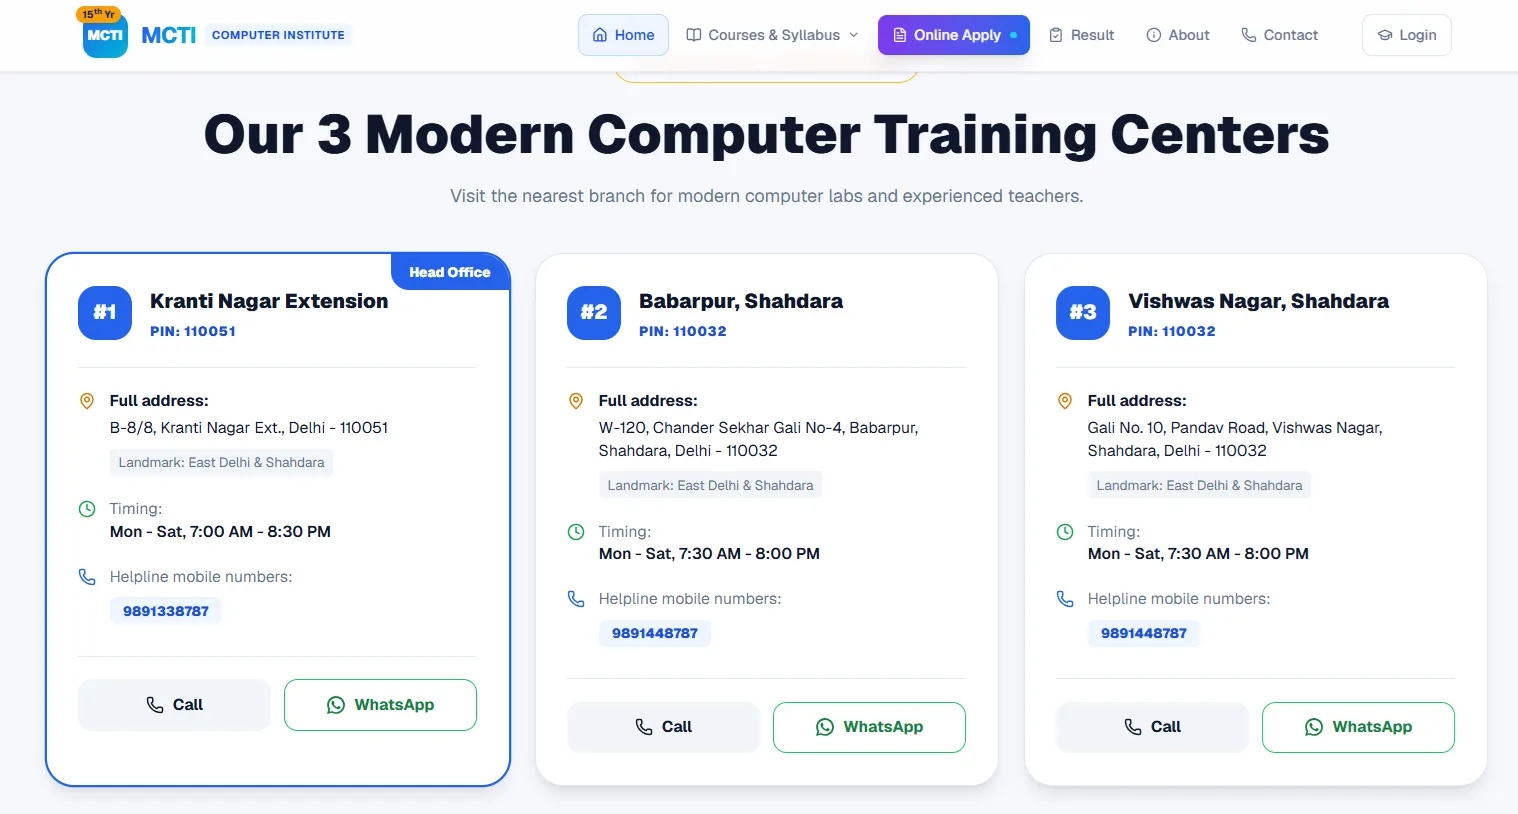 15th Yr
MCTI
MCTI
COMPUTER INSTITUTE
Home
Courses & Syllabus
Online Apply
Result
About
Contact
Login
Our 3 Modern Computer Training Centers
Visit the nearest branch for modern computer labs and experienced teachers.
Head Office
#1
Kranti Nagar Extension
PIN: 110051
Full address:
B-8/8, Kranti Nagar Ext., Delhi - 110051
Landmark: East Delhi & Shahdara
Timing:
Mon - Sat, 7:00 AM - 8:30 PM
Helpline mobile numbers:
9891338787
Call
WhatsApp
#2
Babarpur, Shahdara
PIN: 110032
Full address:
W-120, Chander Sekhar Gali No-4, Babarpur,
Shahdara, Delhi - 110032
Landmark: East Delhi & Shahdara
Timing:
Mon - Sat, 7:30 AM - 8:00 PM
Helpline mobile numbers:
9891448787
Call
WhatsApp
#3
Vishwas Nagar, Shahdara
PIN: 110032
Full address:
Gali No. 10, Pandav Road, Vishwas Nagar,
Shahdara, Delhi - 110032
Landmark: East Delhi & Shahdara
Timing:
Mon - Sat, 7:30 AM - 8:00 PM
Helpline mobile numbers:
9891448787
Call
WhatsApp